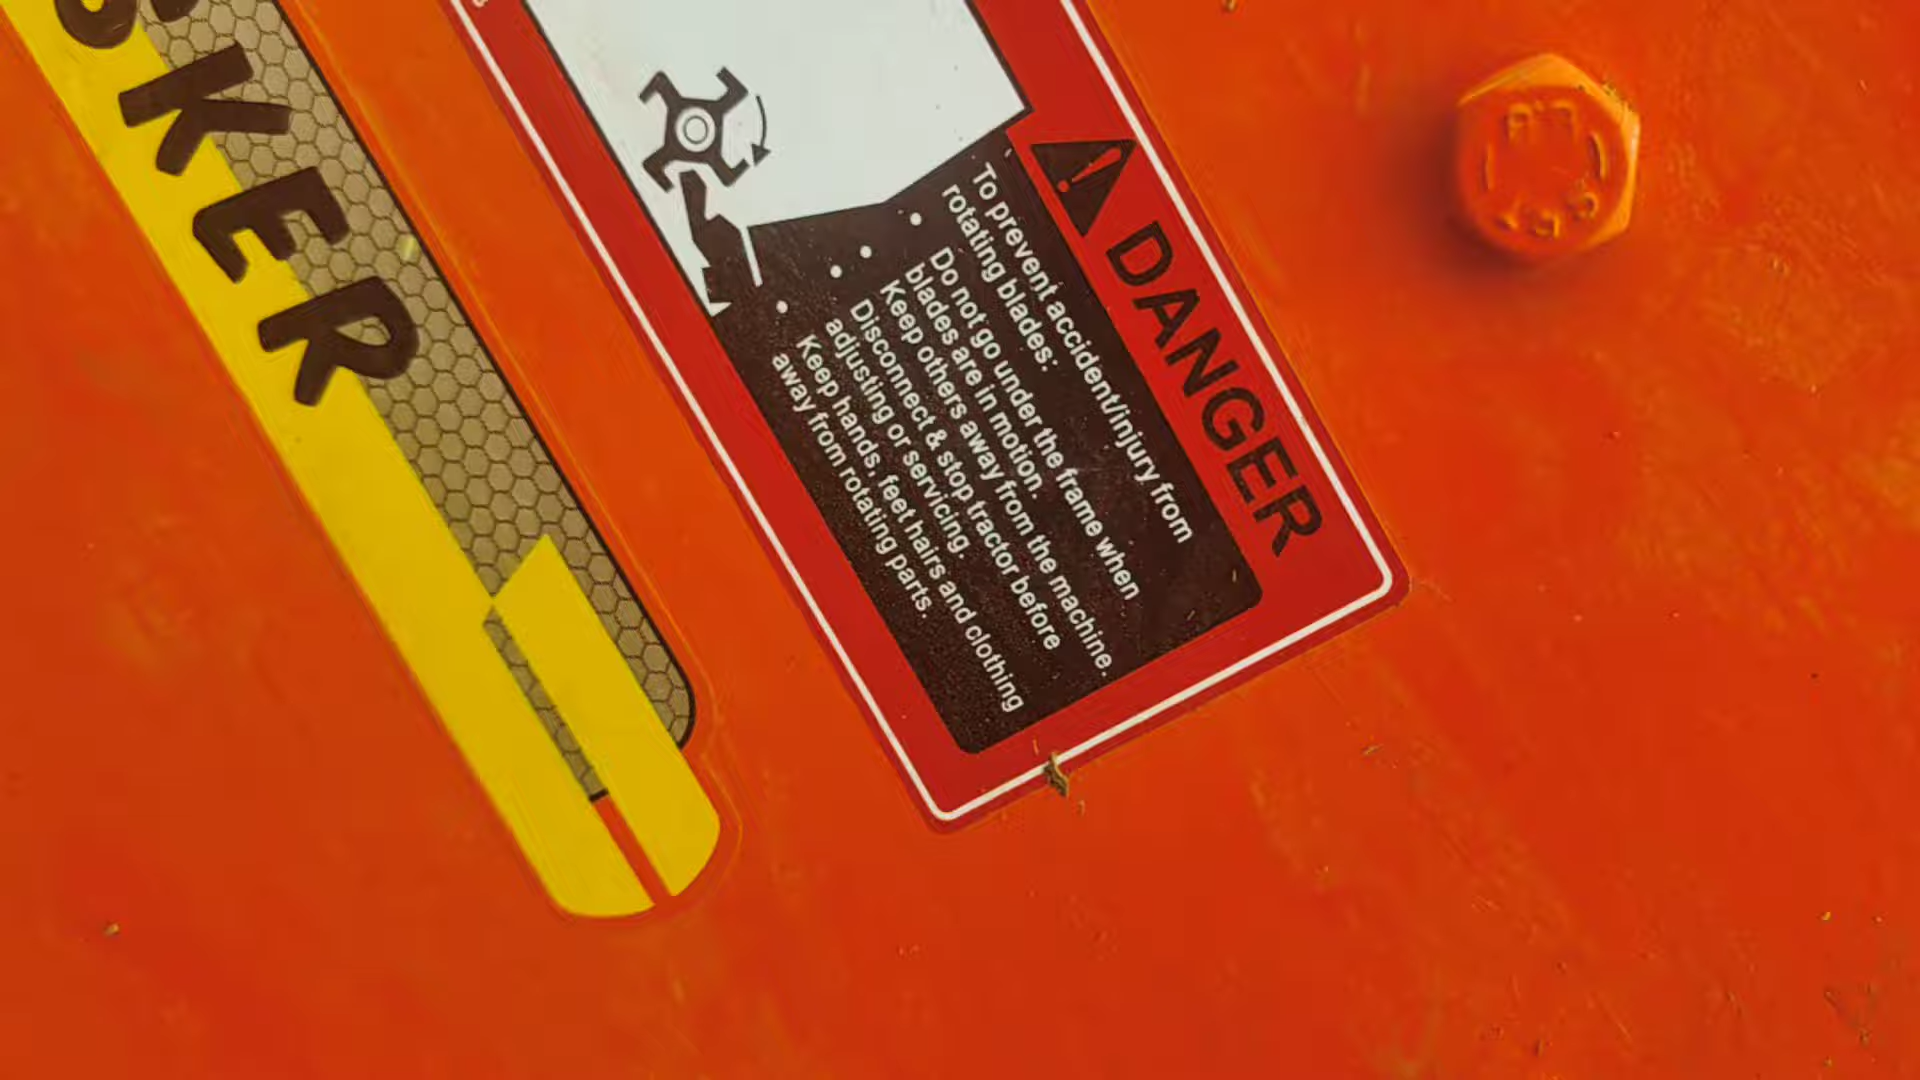 SKER
DANGER
To prevent accident/injury from
rotating blades:
• Do not go under the frame when
blades are in motion.
• Keep others away from the machine.
• Disconnect & stop tractor before
adjusting or servicing.
• Keep hands, feet hairs and clothing
away from rotating parts.